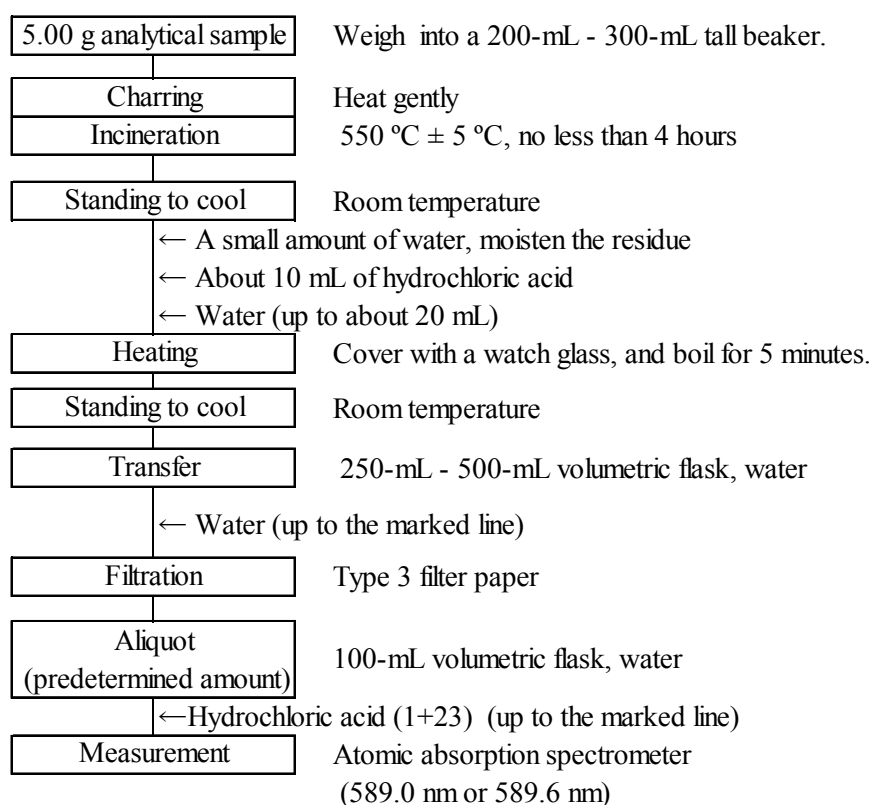 5.00 g analytical sample Weigh into a 200-mL - 300-mL tall beaker.
Charring Heat gently
Incineration 550 ºC ± 5 ºC, no less than 4 hours
Standing to cool Room temperature
← A small amount of water, moisten the residue
← About 10 mL of hydrochloric acid
← Water (up to about 20 mL)
Heating Cover with a watch glass, and boil for 5 minutes.
Standing to cool Room temperature
Transfer 250-mL - 500-mL volumetric flask, water
← Water (up to the marked line)
Filtration Type 3 filter paper
Aliquot
(predetermined amount) 100-mL volumetric flask, water
←Hydrochloric acid (1+23) (up to the marked line)
Measurement Atomic absorption spectrometer
(589.0 nm or 589.6 nm)